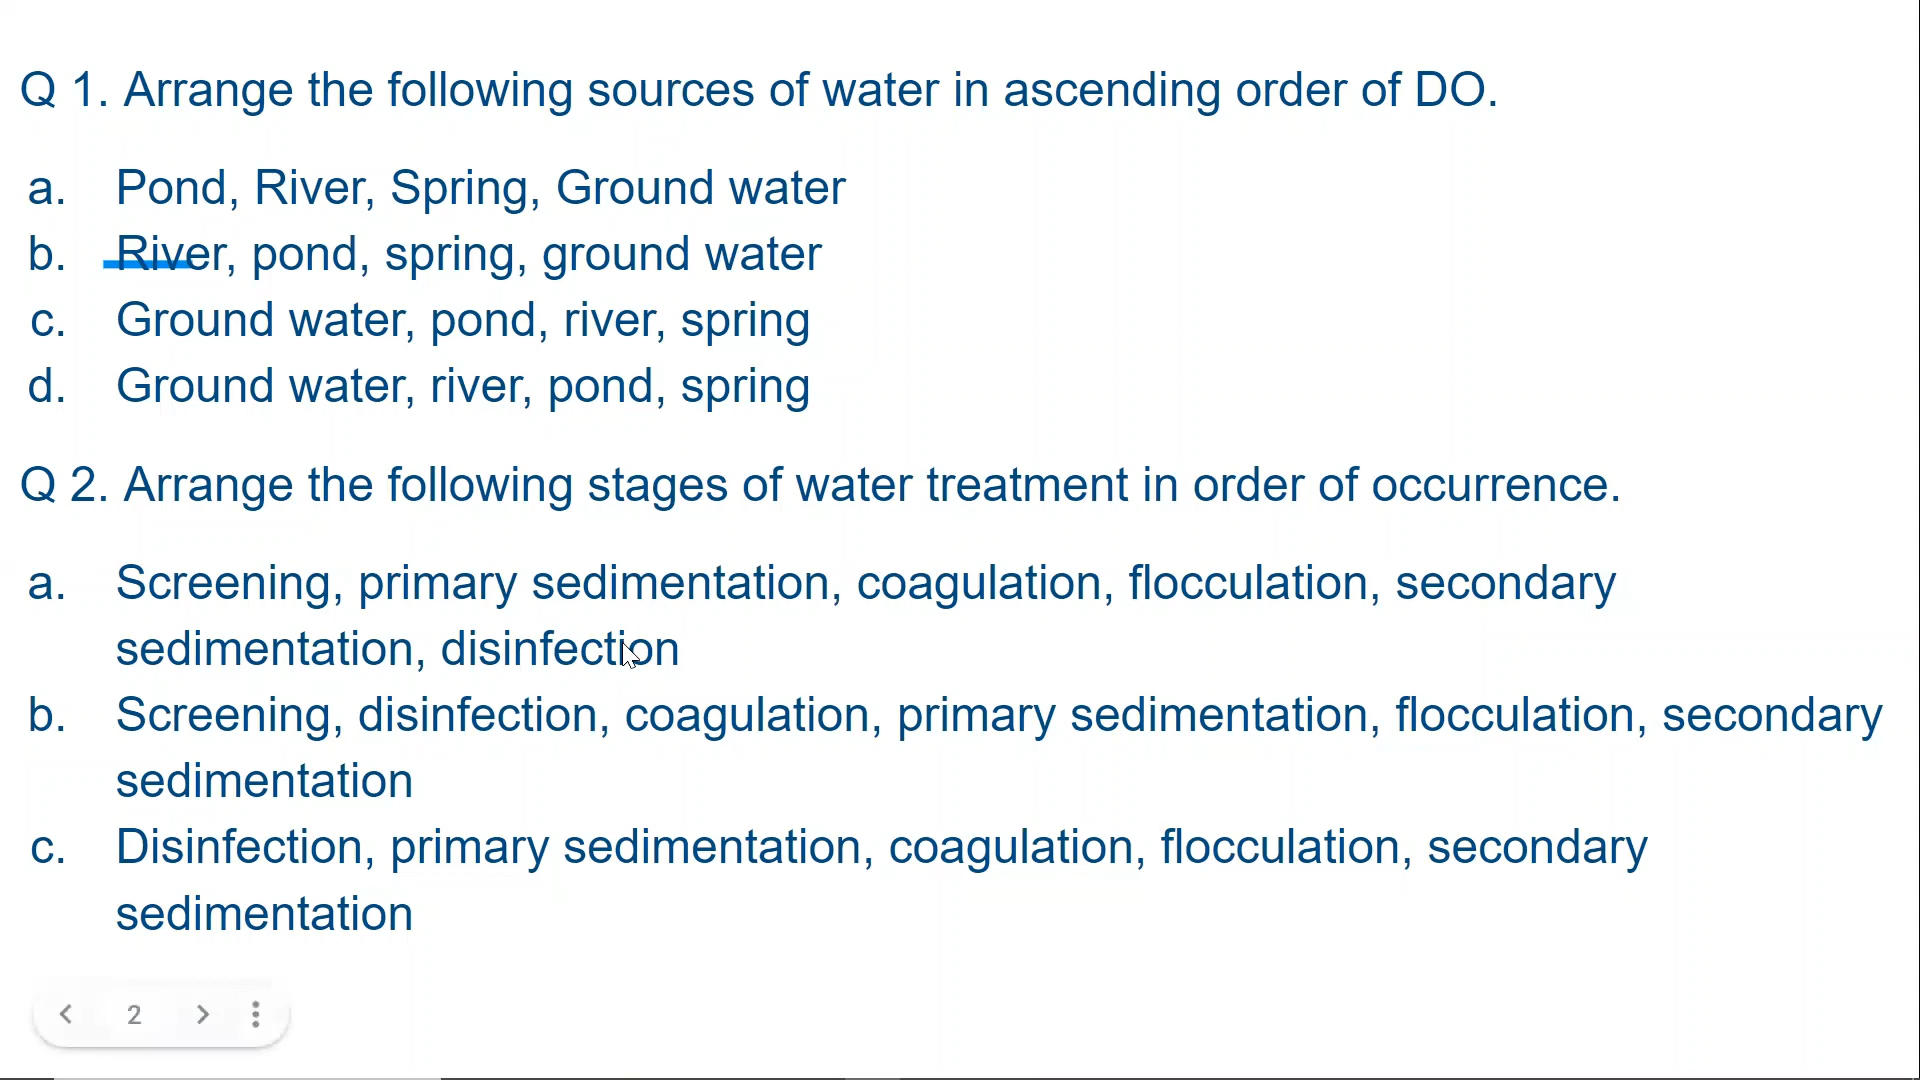 Q 1. Arrange the following sources of water in ascending order of DO.
a. Pond, River, Spring, Ground water
b. River, pond, spring, ground water
c. Ground water, pond, river, spring
d. Ground water, river, pond, spring
Q 2. Arrange the following stages of water treatment in order of occurrence.
a. Screening, primary sedimentation, coagulation, flocculation, secondary
sedimentation, disinfection
b. Screening, disinfection, coagulation, primary sedimentation, flocculation, secondary
sedimentation
c. Disinfection, primary sedimentation, coagulation, flocculation, secondary
sedimentation
2